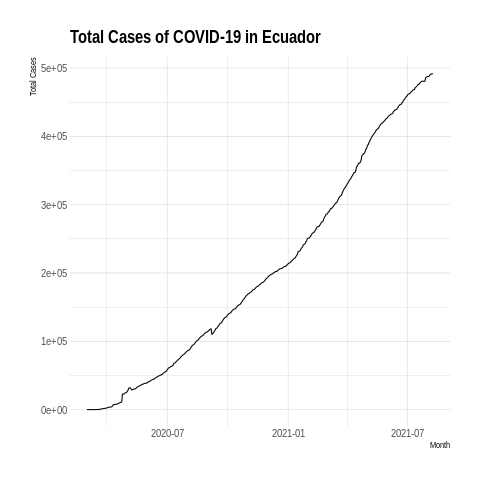 Total Cases of COVID-19 in Ecuador
Total Cases
5e+05
4e+05
3e+05
2e+05
1e+05
0e+00
2020-07
2021-01
2021-07
Month